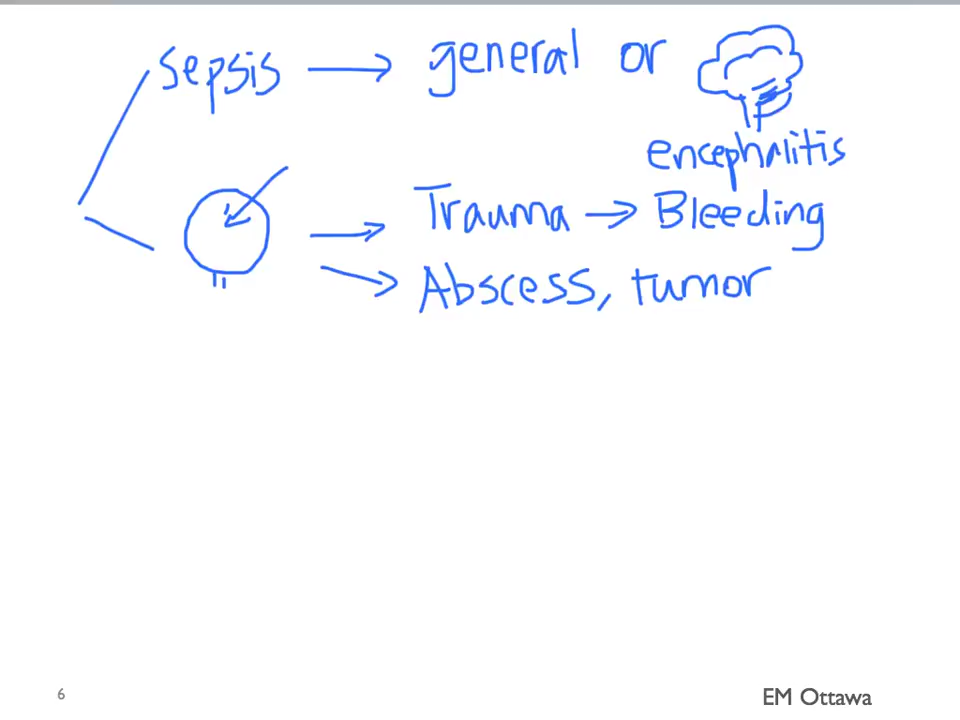 sepsis → general or
encephalitis
→ Trauma → Bleeding
→ Abscess, tumor
6
EM Ottawa